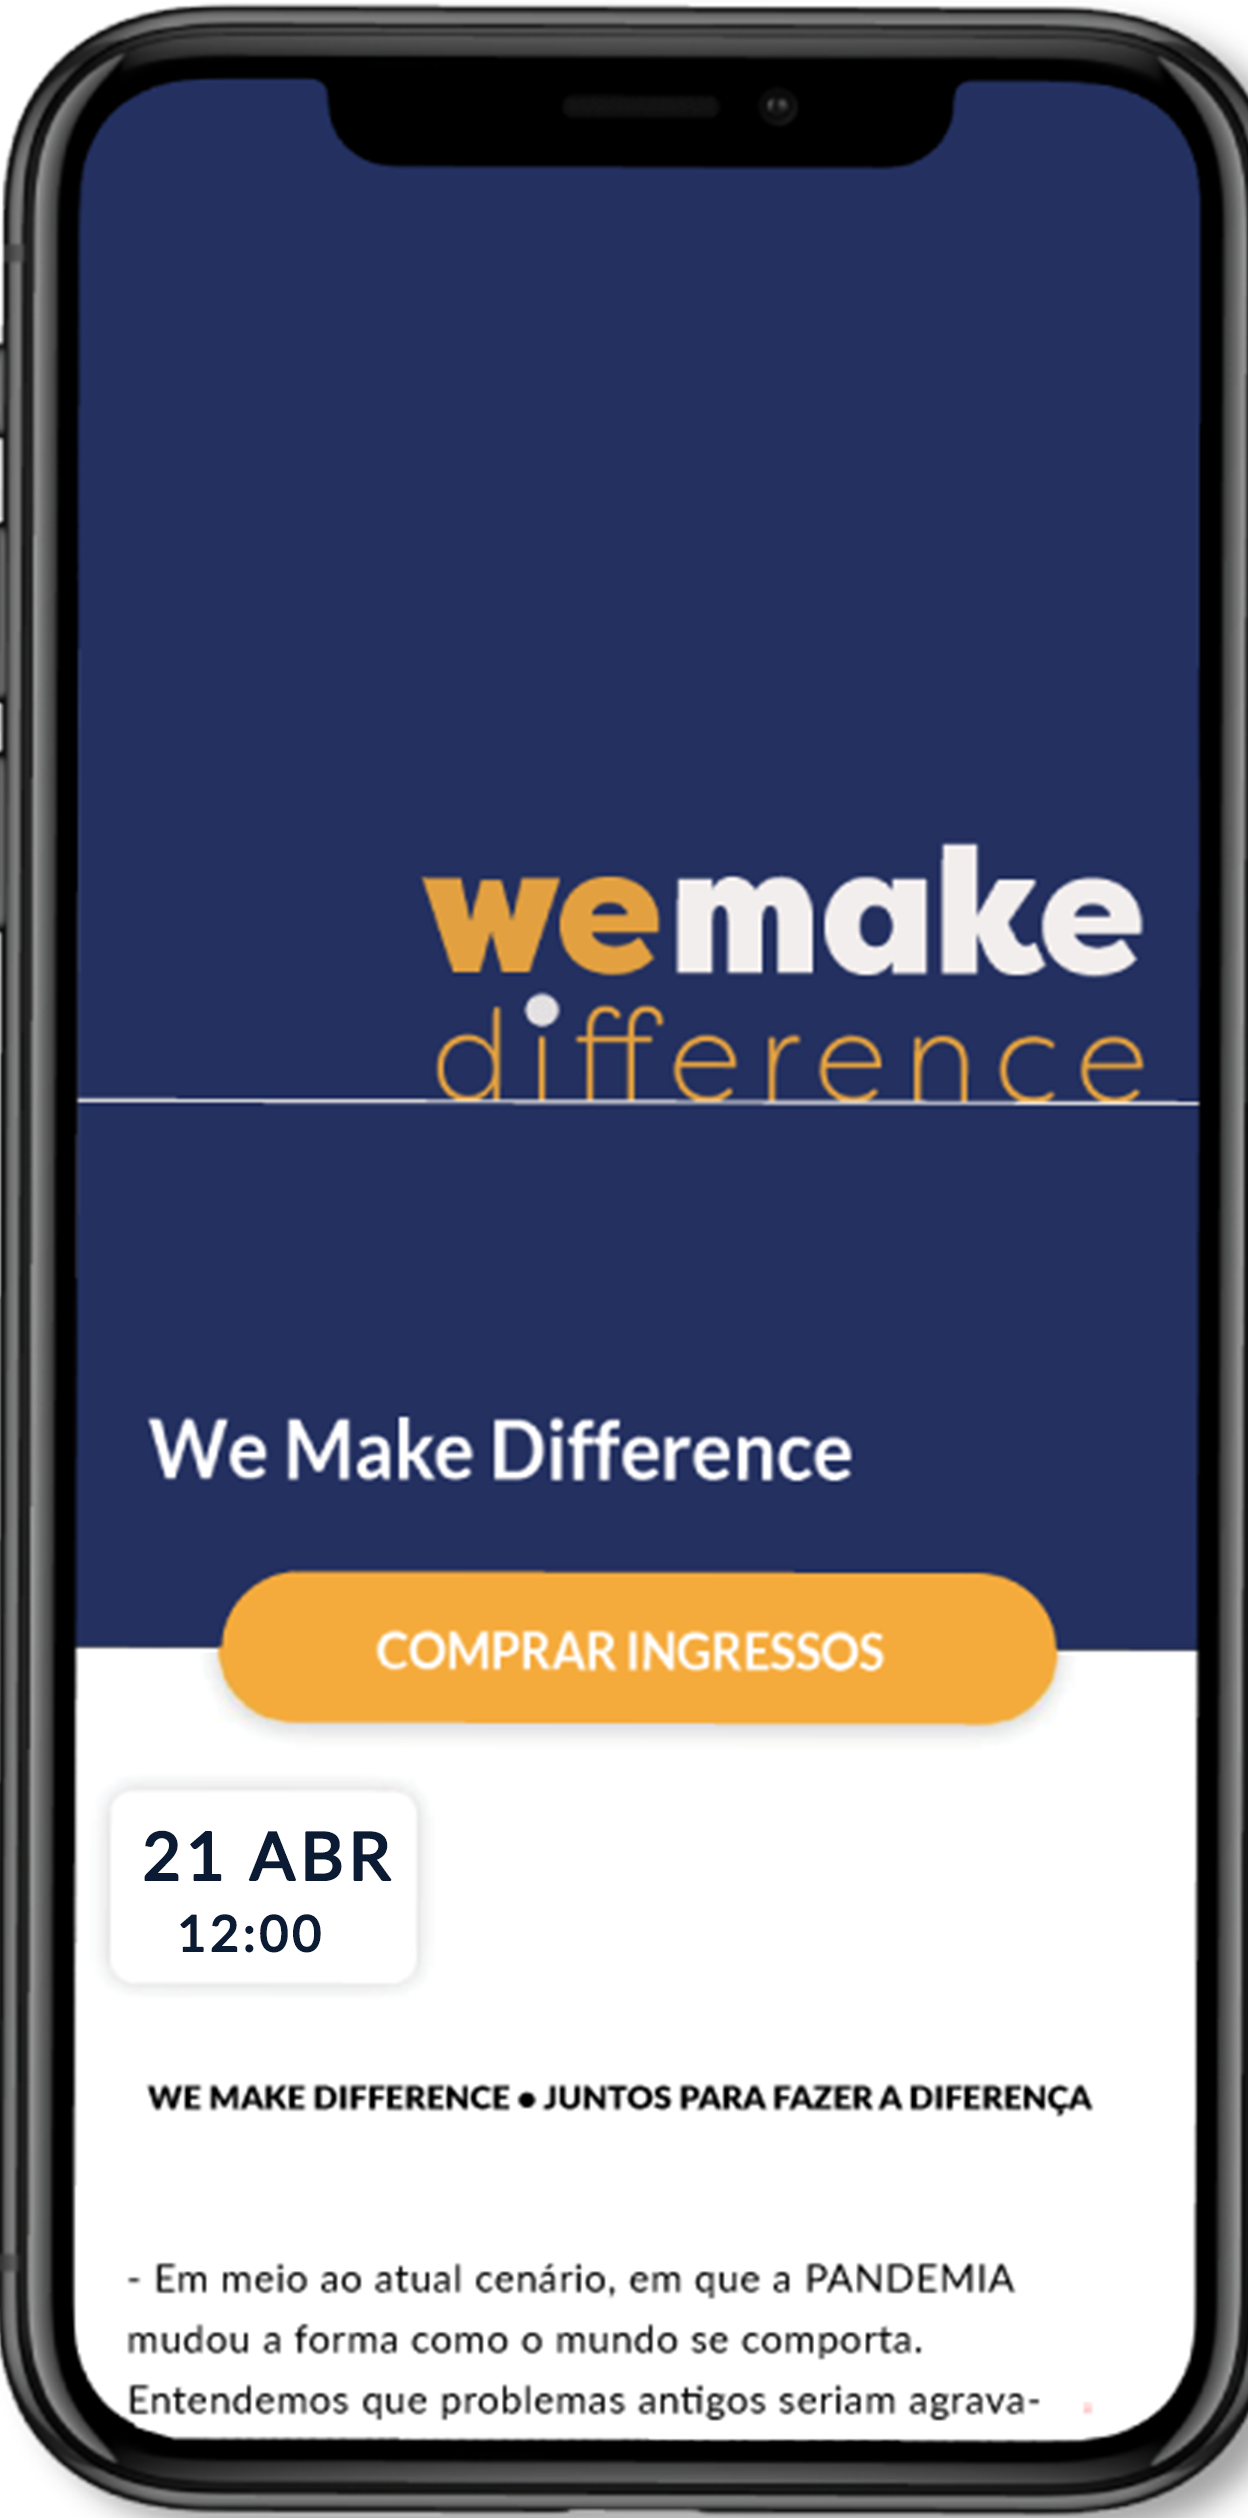 wemake
difference
We Make Difference
COMPRAR INGRESSOS
21 ABR
12:00
WE MAKE DIFFERENCE ● JUNTOS PARA FAZER A DIFERENÇA
- Em meio ao atual cenário, em que a PANDEMIA
mudou a forma como o mundo se comporta.
Entendemos que problemas antigos seriam agrava-